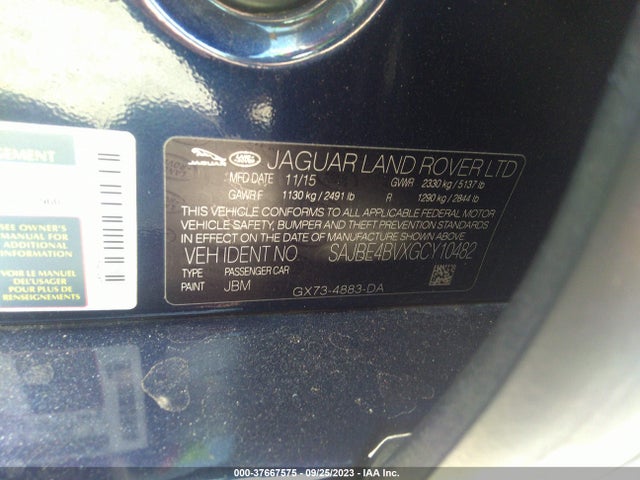 JAGUAR LAND ROVER JAGUAR LAND ROVER LTD
MFD DATE 11/15 GVWR 2330 kg / 5137 lb
GAWR F 1130 kg / 2491 lb R 1290 kg / 2844 lb
THIS VEHICLE CONFORMS TO ALL APPLICABLE FEDERAL MOTOR
VEHICLE SAFETY, BUMPER AND THEFT PREVENTION STANDARDS
IN EFFECT ON THE DATE OF MANUFACTURE SHOWN ABOVE
VEH IDENT NO SAJBE4BVXGCY10482
TYPE PASSENGER CAR
PAINT JBM GX73-4883-DA
SEE OWNER'S
MANUAL FOR
ADDITIONAL
INFORMATION
VOIR LE MANUEL
DE L'USAGER
POUR PLUS DE
RENSEIGNEMENTS
000-37667575 — 09/25/2023 — IAA Inc.